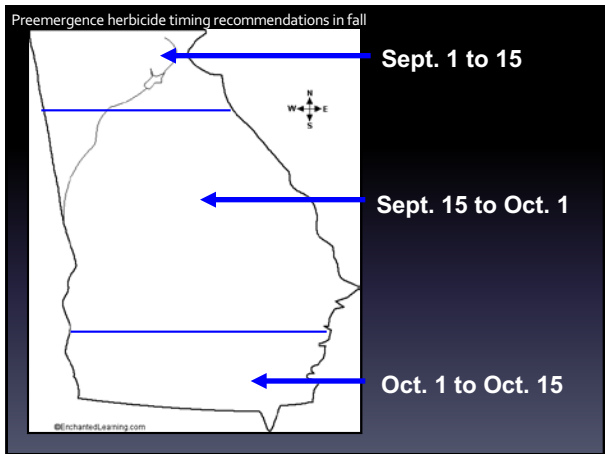 Preemergence herbicide timing recommendations in fall
Sept. 1 to 15
N
W E
S
Sept. 15 to Oct. 1
Oct. 1 to Oct. 15
©EnchantedLearning.com